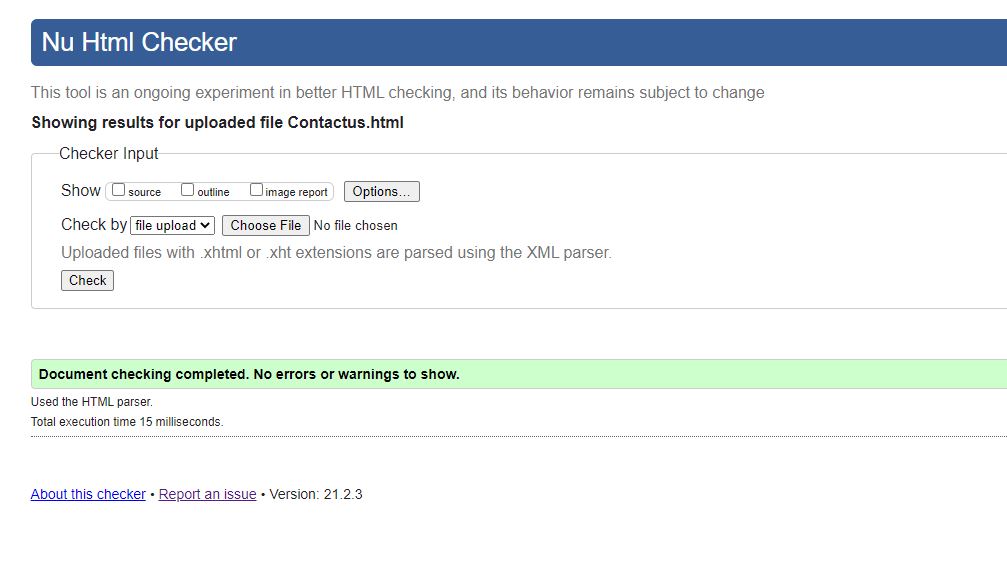 Nu Html Checker
This tool is an ongoing experiment in better HTML checking, and its behavior remains subject to change
Showing results for uploaded file Contactus.html
Checker Input
Show source outline image report Options...
Check by file upload Choose File No file chosen
Uploaded files with .xhtml or .xht extensions are parsed using the XML parser.
Check
Document checking completed. No errors or warnings to show.
Used the HTML parser.
Total execution time 15 milliseconds.
About this checker • Report an issue • Version: 21.2.3